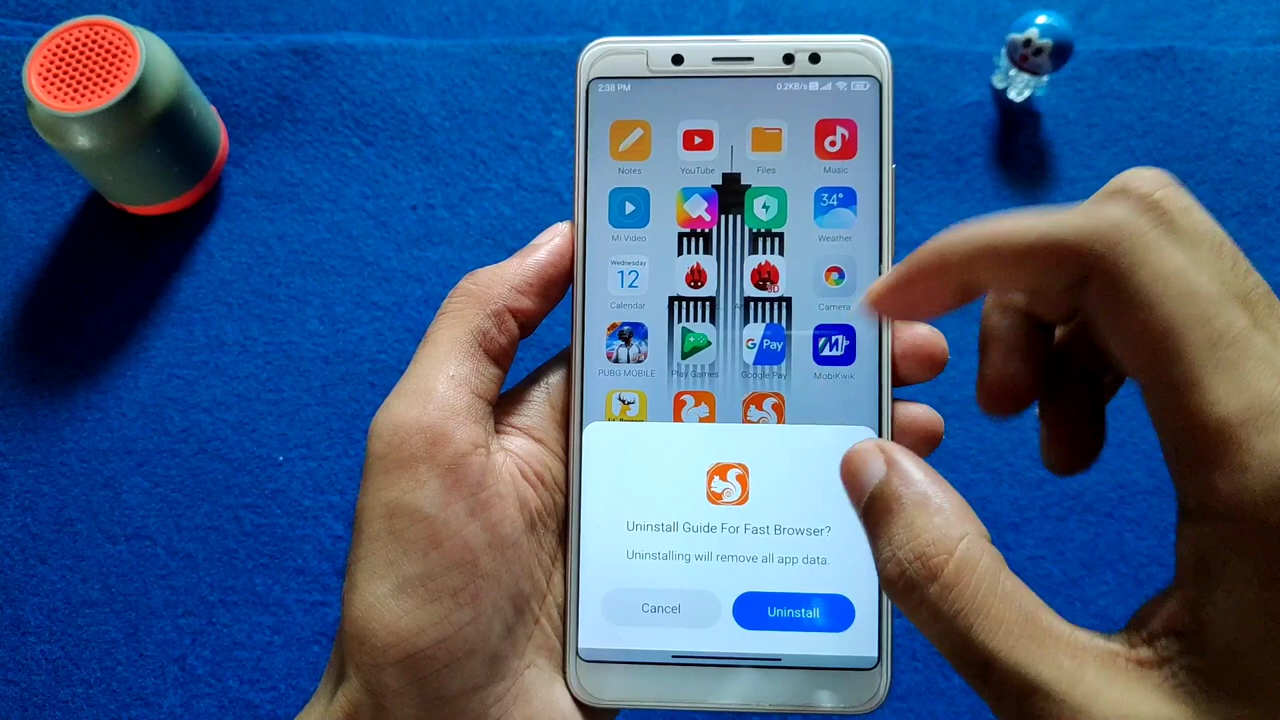 2:38 PM
0.2KB/s
Notes
YouTube
Files
Music
34°
Mi Video
Weather
Wednesday
12
3D
Calendar
Camera
G Pay
PUBG MOBILE
Play Games
Google Pay
MobiKwik
Uninstall Guide For Fast Browser?
Uninstalling will remove all app data.
Cancel
Uninstall